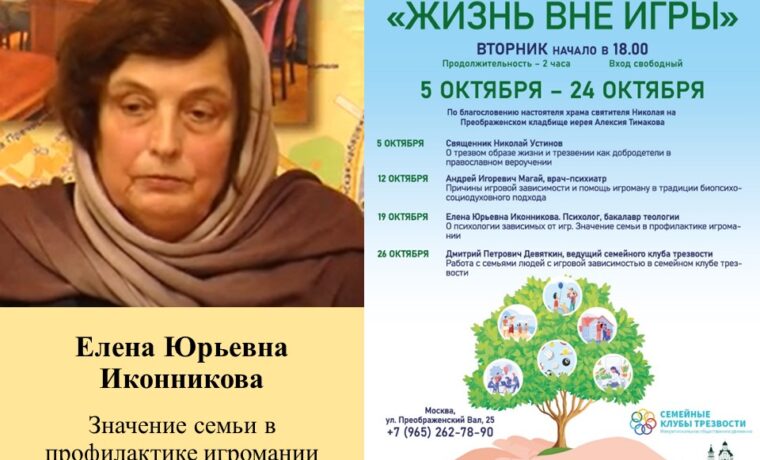 Елена Юрьевна
Иконникова
Значение семьи в
профилактике игромании
«ЖИЗНЬ ВНЕ ИГРЫ»
ВТОРНИК НАЧАЛО В 18.00
Продолжительность – 2 часа Вход свободный
5 ОКТЯБРЯ – 24 ОКТЯБРЯ
По благословению настоятеля храма святителя Николая на
Преображенском кладбище иерея Алексия Тимакова
5 ОКТЯБРЯ Священник Николай Устинов
О трезвом образе жизни и трезвении как добродетели в
православном вероучении
12 ОКТЯБРЯ Андрей Игоревич Магай, врач-психиатр
Причины игровой зависимости и помощь игроману в традиции биопсихо-
социодуховного подхода
19 ОКТЯБРЯ Елена Юрьевна Иконникова. Психолог, бакалавр теологии
О психологии зависимых от игр. Значение семьи в профилактике игрома-
нии
26 ОКТЯБРЯ Дмитрий Петрович Девяткин, ведущий семейного клуба трезвости
Работа с семьями людей с игровой зависимостью в семейном клубе трез-
вости
Москва,
ул. Преображенский Вал, 25
+7 (965) 262-78-90
СЕМЕЙНЫЕ
КЛУБЫ ТРЕЗВОСТИ